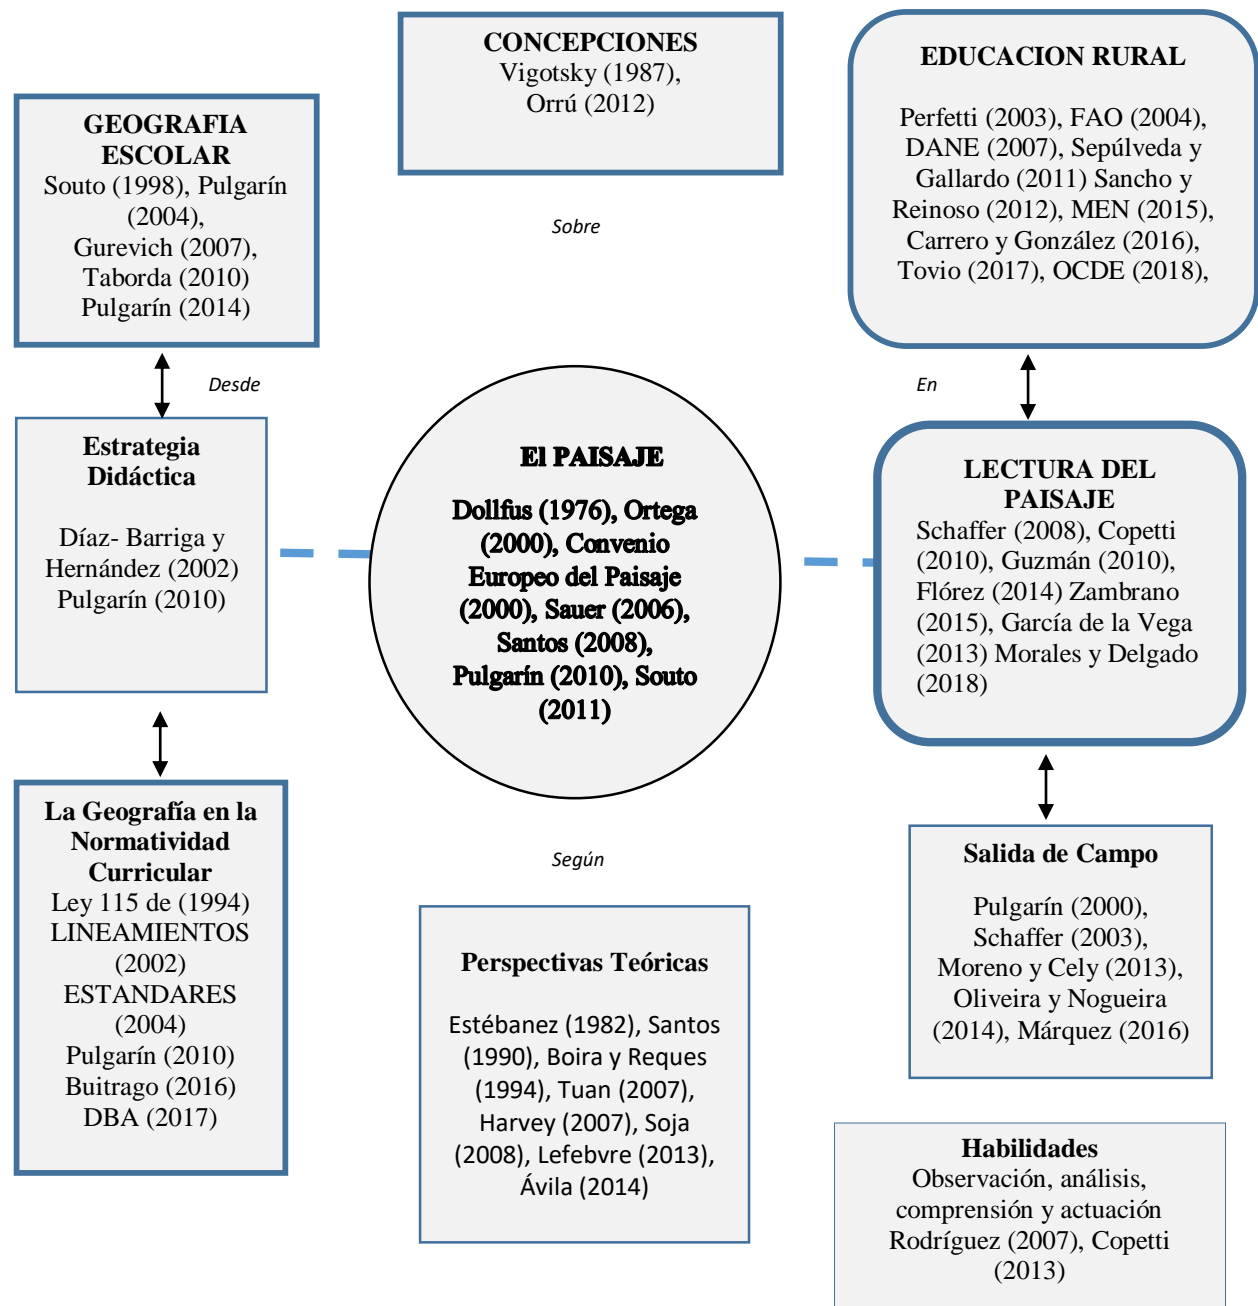 CONCEPCIONES
Vigotsky (1987),
Orrú (2012)
EDUCACION RURAL
Perfetti (2003), FAO (2004),
DANE (2007), Sepúlveda y
Gallardo (2011) Sancho y
Reinoso (2012), MEN (2015),
Carrero y González (2016),
Tovio (2017), OCDE (2018),
GEOGRAFIA
ESCOLAR
Souto (1998), Pulgarín
(2004),
Gurevich (2007),
Taborda (2010)
Pulgarín (2014)
Sobre
Desde
En
Estrategia
Didáctica
Díaz- Barriga y
Hernández (2002)
Pulgarín (2010)
El PAISAJE
Dollfus (1976), Ortega
(2000), Convenio
Europeo del Paisaje
(2000), Sauer (2006),
Santos (2008),
Pulgarín (2010), Souto
(2011)
LECTURA DEL
PAISAJE
Schaffer (2008), Copetti
(2010), Guzmán (2010),
Flórez (2014) Zambrano
(2015), García de la Vega
(2013) Morales y Delgado
(2018)
La Geografía en la
Normatividad
Curricular
Ley 115 de (1994)
LINEAMIENTOS
(2002)
ESTANDARES
(2004)
Pulgarín (2010)
Buitrago (2016)
DBA (2017)
Según
Perspectivas Teóricas
Estébanez (1982), Santos
(1990), Boira y Reques
(1994), Tuan (2007),
Harvey (2007), Soja
(2008), Lefebvre (2013),
Ávila (2014)
Salida de Campo
Pulgarín (2000),
Schaffer (2003),
Moreno y Cely (2013),
Oliveira y Nogueira
(2014), Márquez (2016)
Habilidades
Observación, análisis,
comprensión y actuación
Rodríguez (2007), Copetti
(2013)